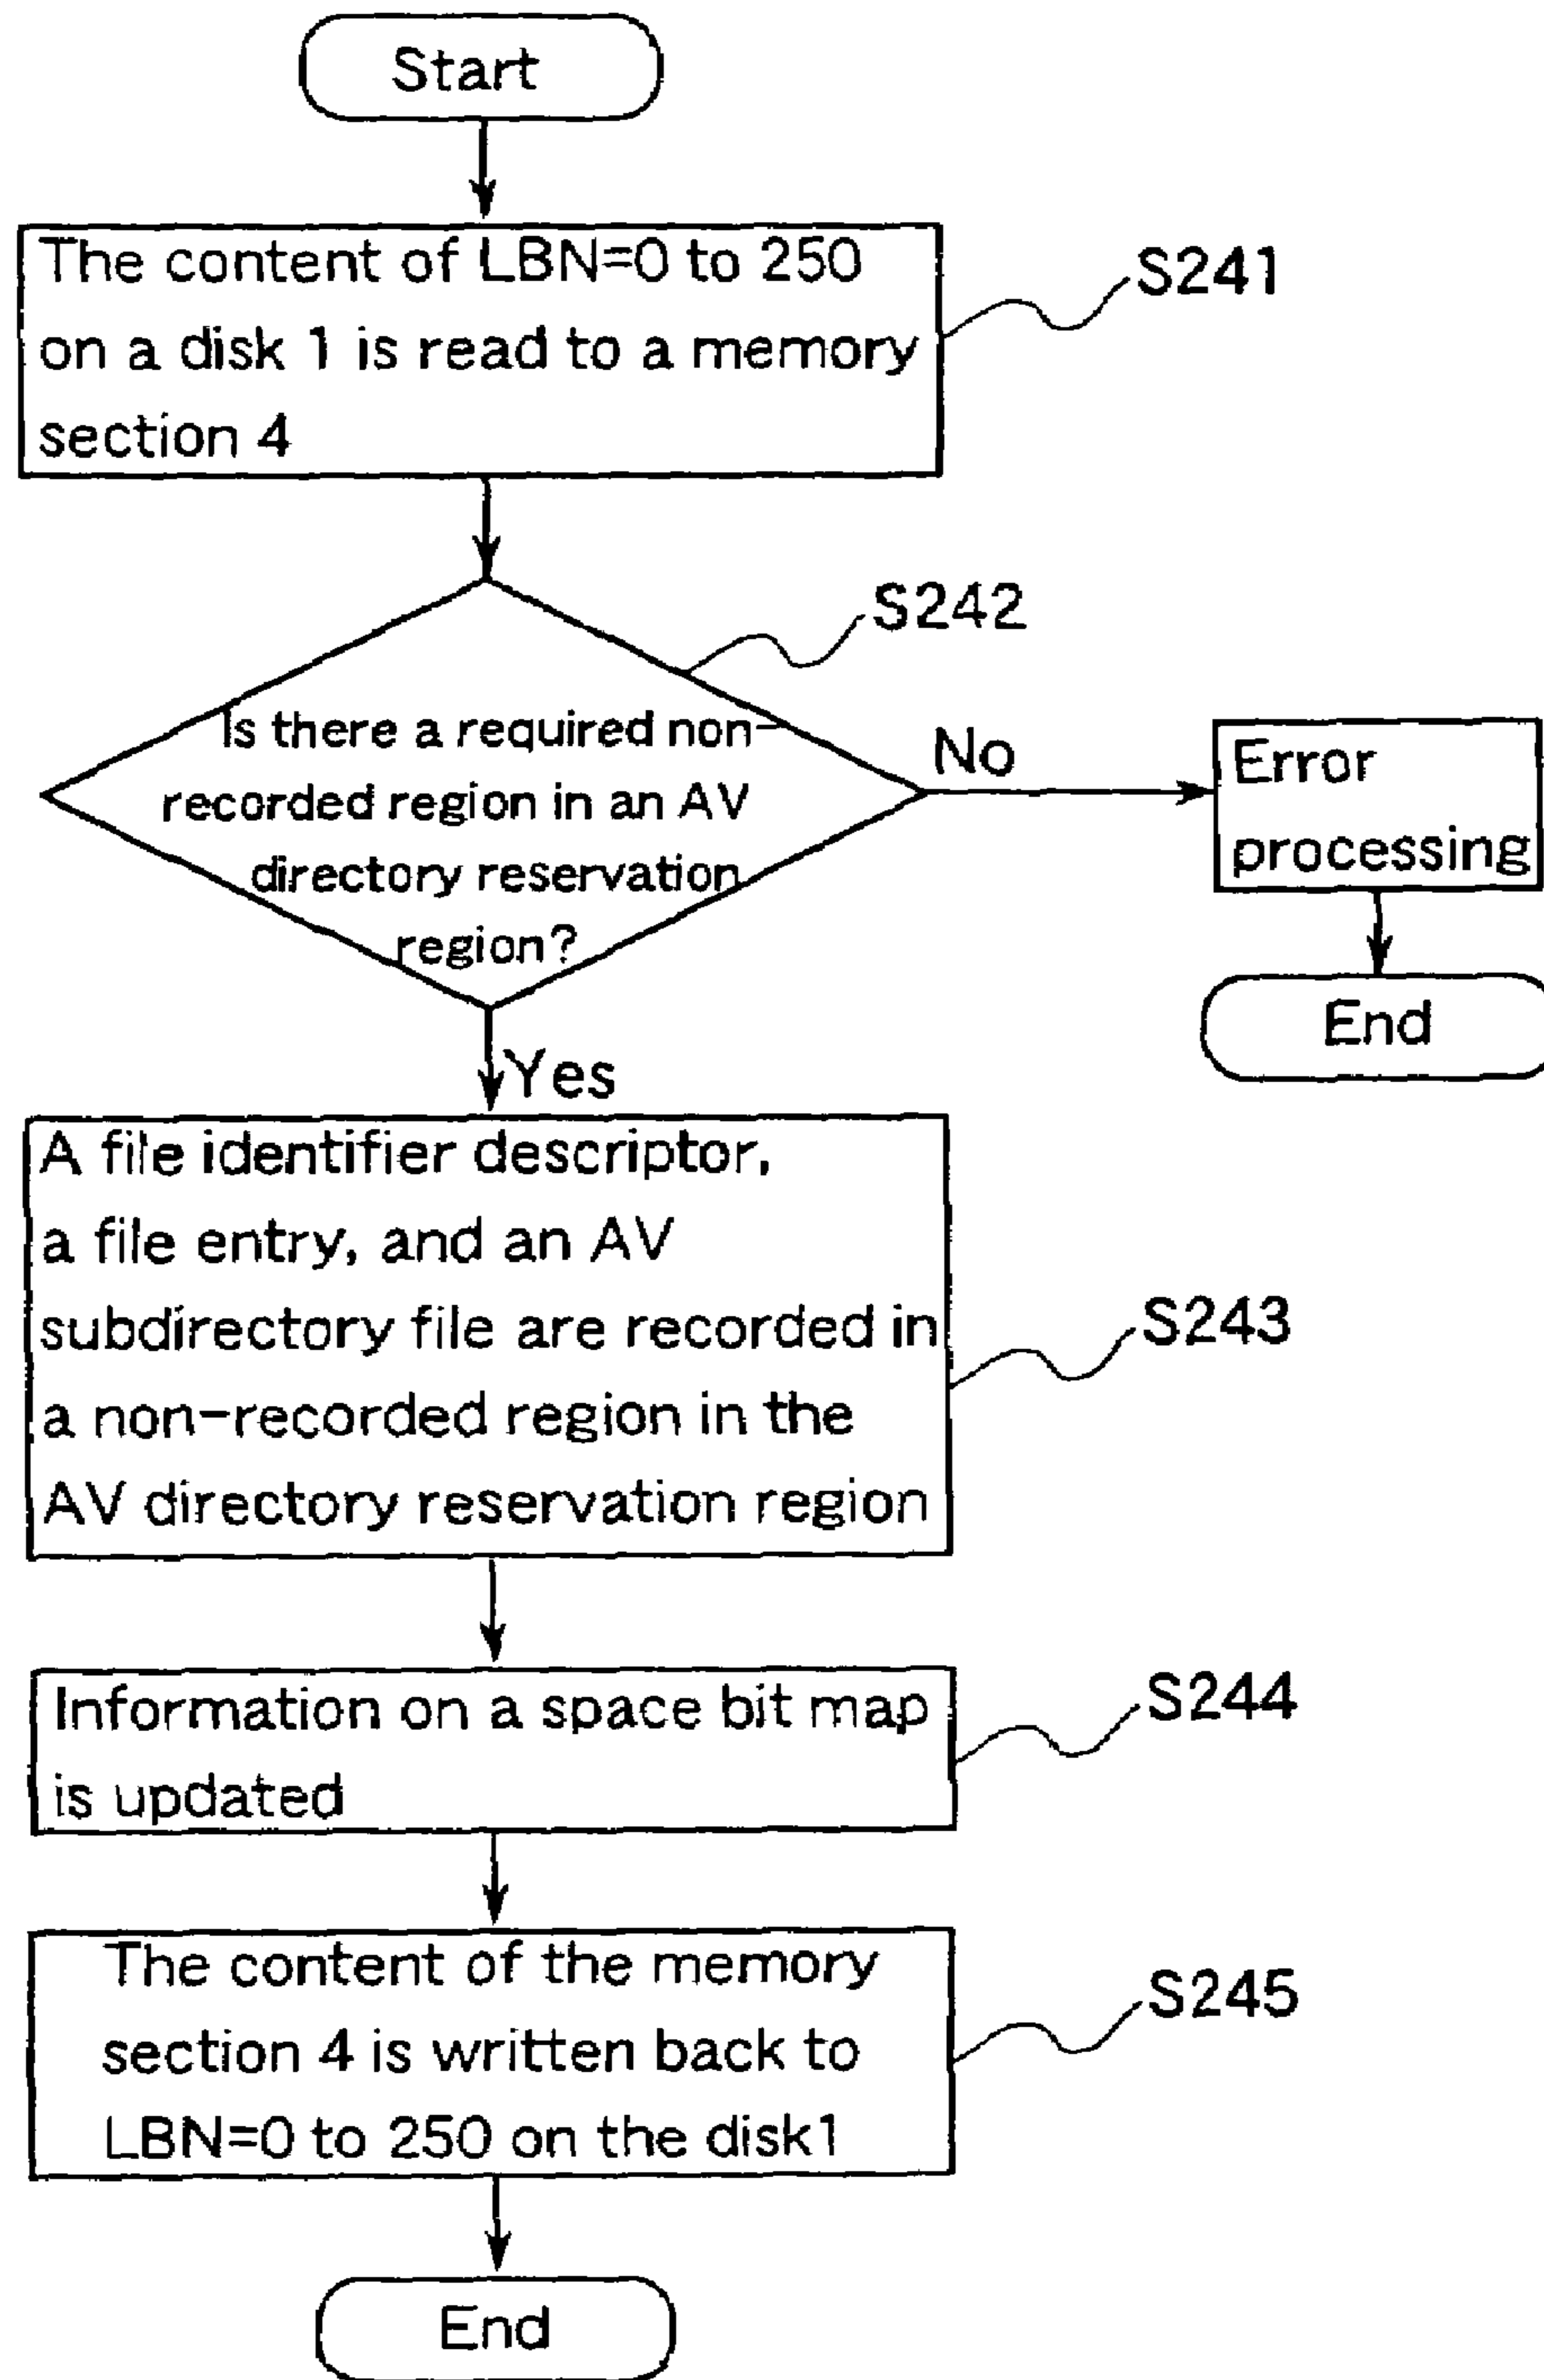 Start
The content of LBN=0 to 250
on a disk 1 is read to a memory
section 4
S241
S242
Is there a required non-
recorded region in an AV
directory reservation
region?
No
Error
processing
End
Yes
A file identifier descriptor,
a file entry, and an AV
subdirectory file are recorded in
a non-recorded region in the
AV directory reservation region
S243
Information on a space bit map
is updated
S244
The content of the memory
section 4 is written back to
LBN=0 to 250 on the disk1
S245
End